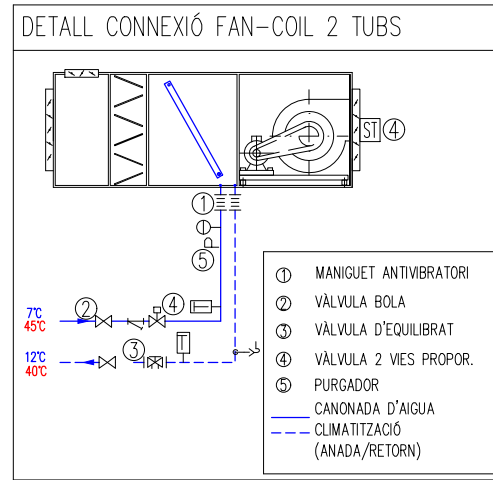 DETALL CONNEXIÓ FAN-COIL 2 TUBS
ST 4
1
5
2
4
7°C
45°C
3
T
12°C
40°C
1 MANIGUET ANTIVIBRATORI
2 VÀLVULA BOLA
3 VÀLVULA D'EQUILIBRAT
4 VÀLVULA 2 VIES PROPOR.
5 PURGADOR
CANONADA D'AIGUA
CLIMATITZACIÓ
(ANADA/RETORN)